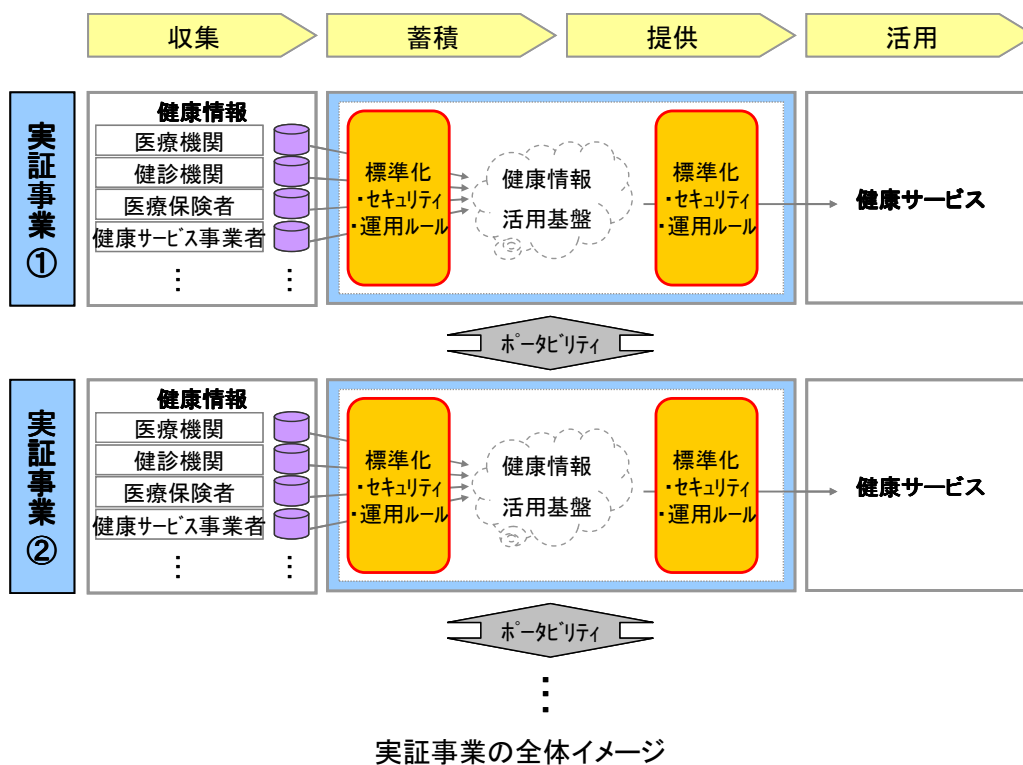 収集
蓄積
提供
活用
実証事業①
健康情報
医療機関
健診機関
医療保険者
健康サービス事業者
⋮
⋮
標準化
・セキュリティ
・運用ルール
健康情報
活用基盤
標準化
・セキュリティ
・運用ルール
健康サービス
ポータビリティ
実証事業②
健康情報
医療機関
健診機関
医療保険者
健康サービス事業者
⋮
⋮
標準化
・セキュリティ
・運用ルール
健康情報
活用基盤
標準化
・セキュリティ
・運用ルール
健康サービス
ポータビリティ
⋮
実証事業の全体イメージ